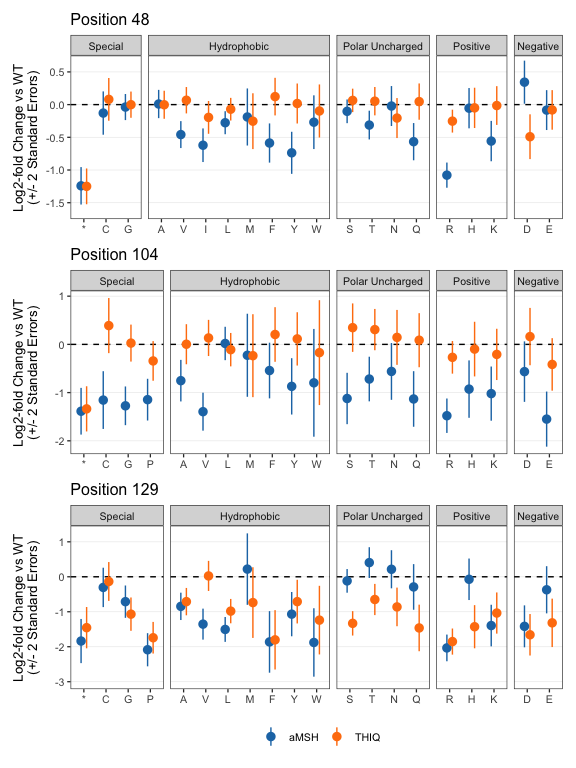 Position 48
Special Hydrophobic Polar Uncharged Positive Negative
Log2-fold Change vs WT
(+/- 2 Standard Errors)
0.5
0.0
-0.5
-1.0
-1.5
* C G A V I L M F Y W S T N Q R H K D E
Position 104
Special Hydrophobic Polar Uncharged Positive Negative
Log2-fold Change vs WT
(+/- 2 Standard Errors)
1
0
-1
-2
* C G P A V L M F Y W S T N Q R H K D E
Position 129
Special Hydrophobic Polar Uncharged Positive Negative
Log2-fold Change vs WT
(+/- 2 Standard Errors)
1
0
-1
-2
-3
* C G P A V L M F Y W S T N Q R H K D E
aMSH THIQ